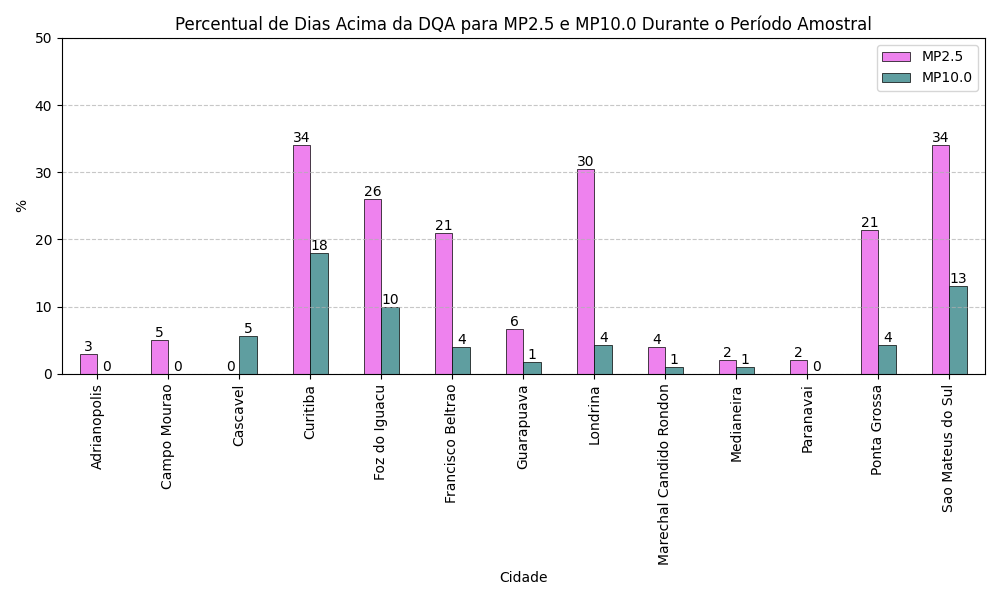 Percentual de Dias Acima da DQA para MP2.5 e MP10.0 Durante o Período Amostral
MP2.5
MP10.0
%
50
40
30
20
10
0
3 0
5 0
0 5
34 18
26 10
21 4
6 1
30 4
4 1
2 1
2 0
21 4
34 13
Adrianopolis
Campo Mourao
Cascavel
Curitiba
Foz do Iguacu
Francisco Beltrao
Guarapuava
Londrina
Marechal Candido Rondon
Medianeira
Paranavai
Ponta Grossa
Sao Mateus do Sul
Cidade